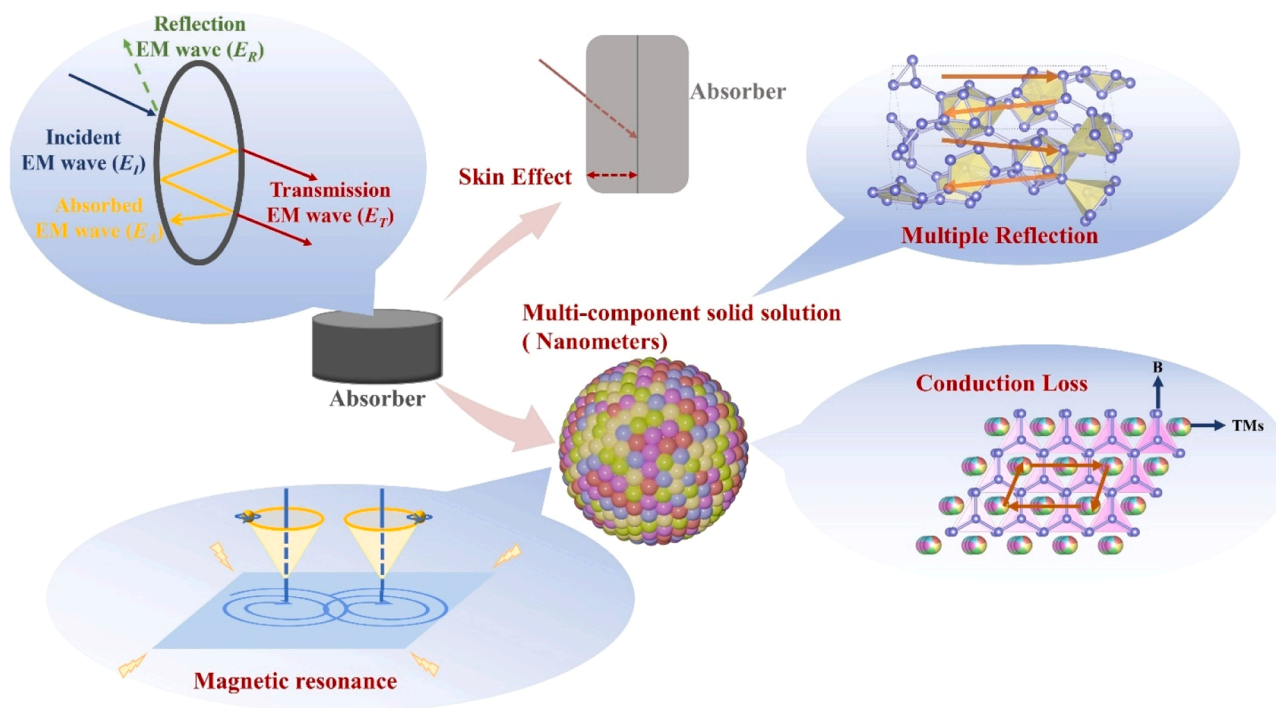 Reflection
EM wave (E_R)
Incident
EM wave (E_I)
Absorbed
EM wave (E_A)
Transmission
EM wave (E_T)
Absorber
Skin Effect
Absorber
Multiple Reflection
Multi-component solid solution
( Nanometers)
Conduction Loss
B
TMs
Magnetic resonance